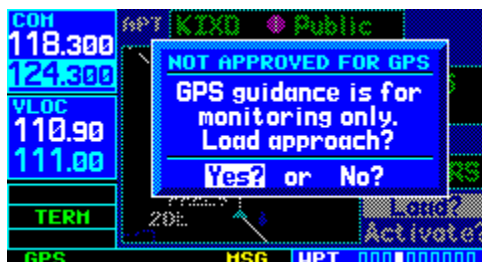 COM
118.300
124.300
VLOC
110.90
111.00
TERM
GPS
APT KIXD Public
NOT APPROVED FOR GPS
GPS guidance is for
monitoring only.
Load approach?
Yes? or No?
RS
Load?
Activate?
MSG
WPT